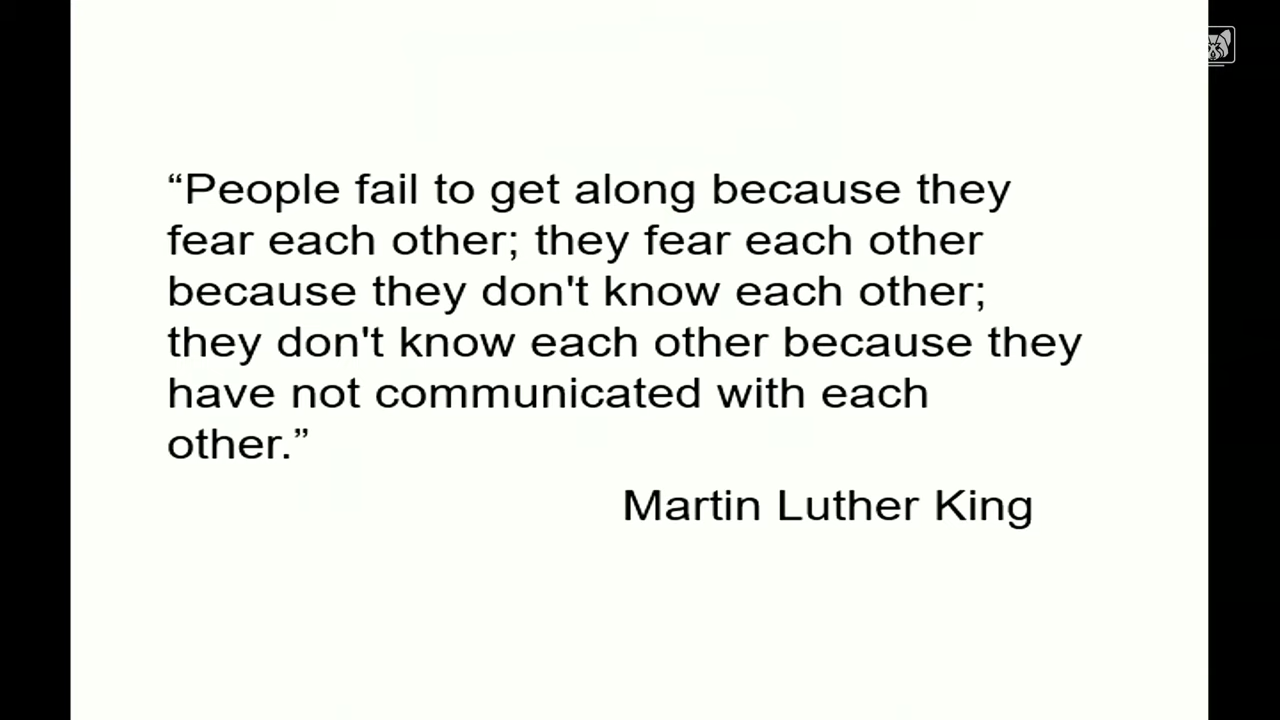 “People fail to get along because they
fear each other; they fear each other
because they don't know each other;
they don't know each other because they
have not communicated with each
other.”
Martin Luther King